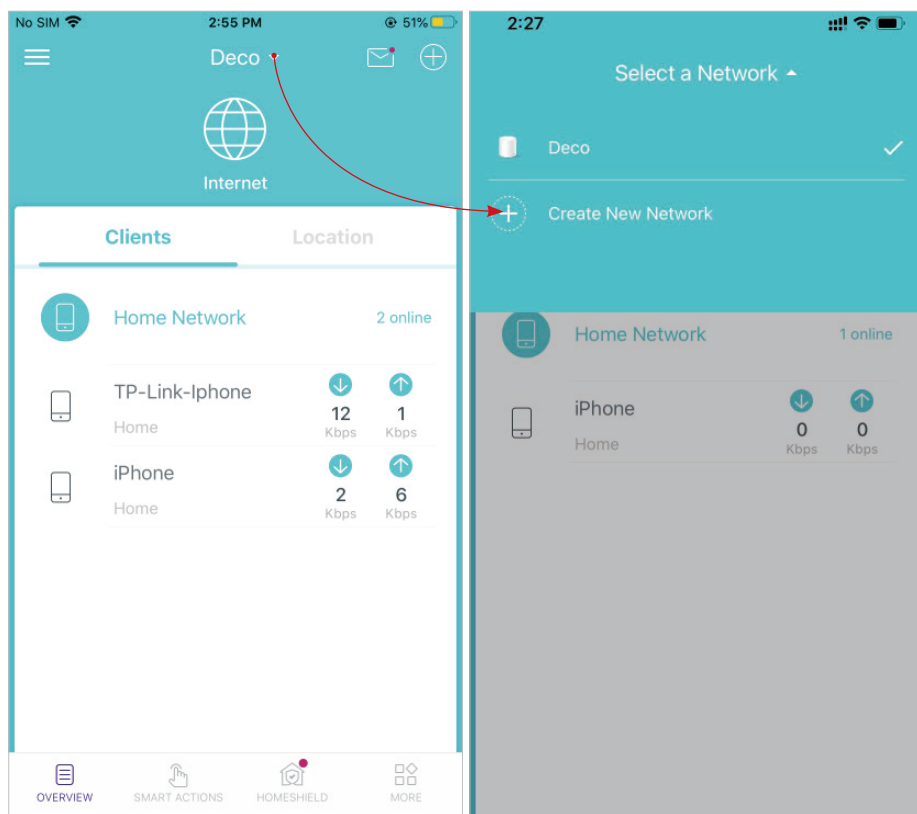 No SIM 2:55 PM 51%
Deco
Internet
Clients Location
Home Network 2 online
TP-Link-Iphone
12 1
Home Kbps Kbps
iPhone
2 6
Home Kbps Kbps
OVERVIEW SMART ACTIONS HOMESHIELD MORE
2:27
Select a Network
Deco
Create New Network
Home Network 1 online
iPhone
0 0
Home Kbps Kbps